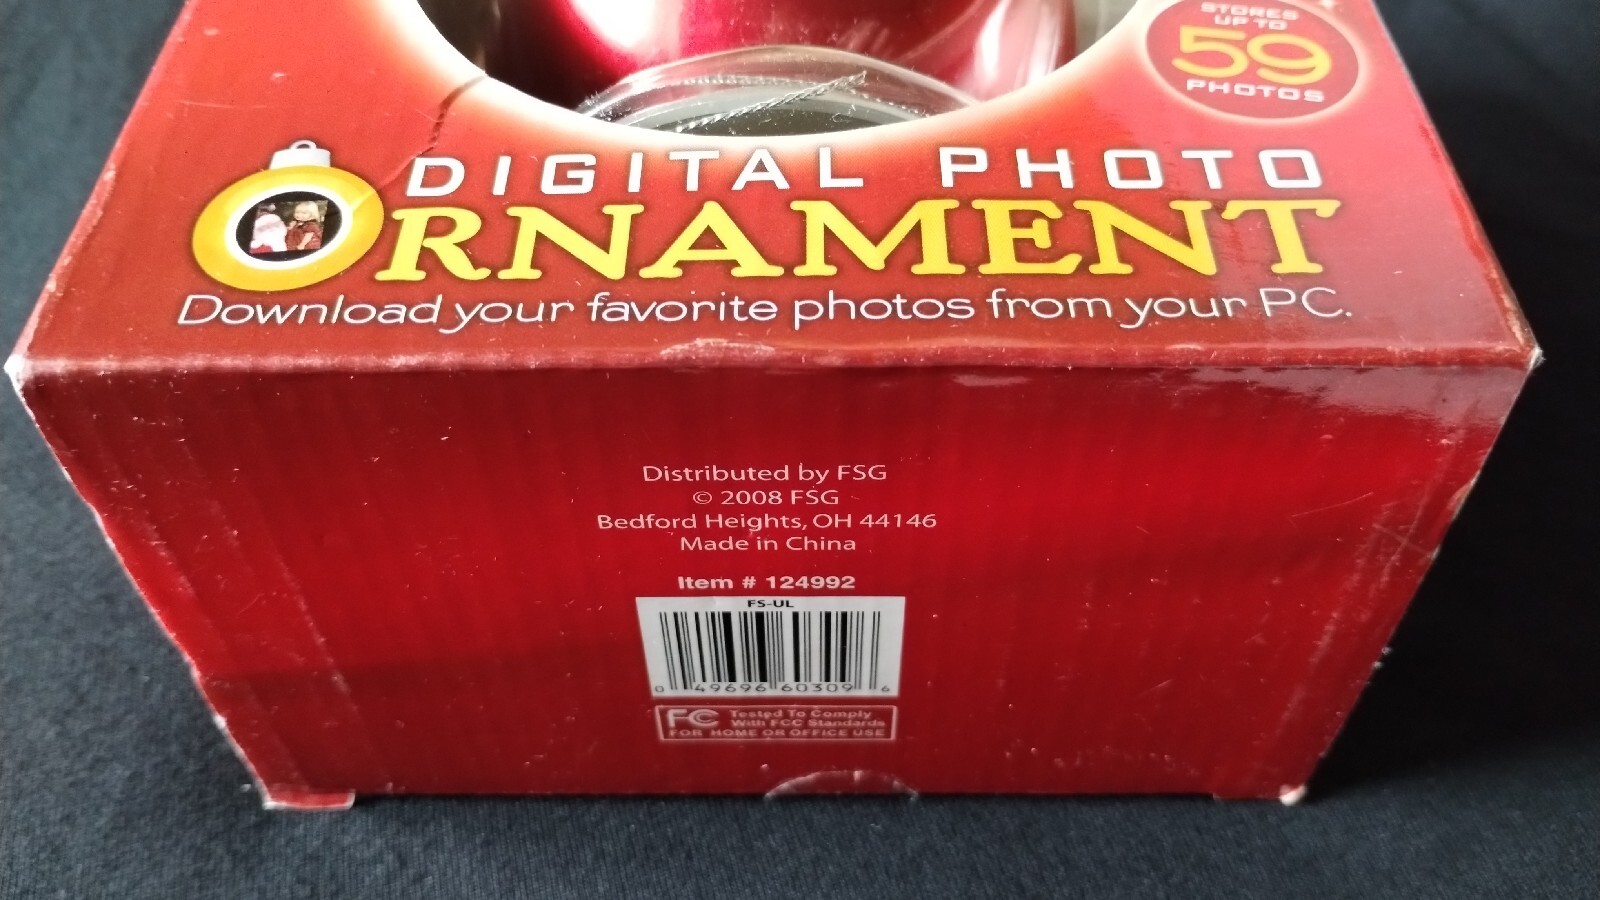 STORES
UP TO
59
PHOTOS
DIGITAL PHOTO
ORNAMENT
Download your favorite photos from your PC.
Distributed by FSG
© 2008 FSG
Bedford Heights, OH 44146
Made in China
Item # 124992
FS-UL
0 49696 60309 6
FC Tested To Comply
With FCC Standards
FOR HOME OR OFFICE USE